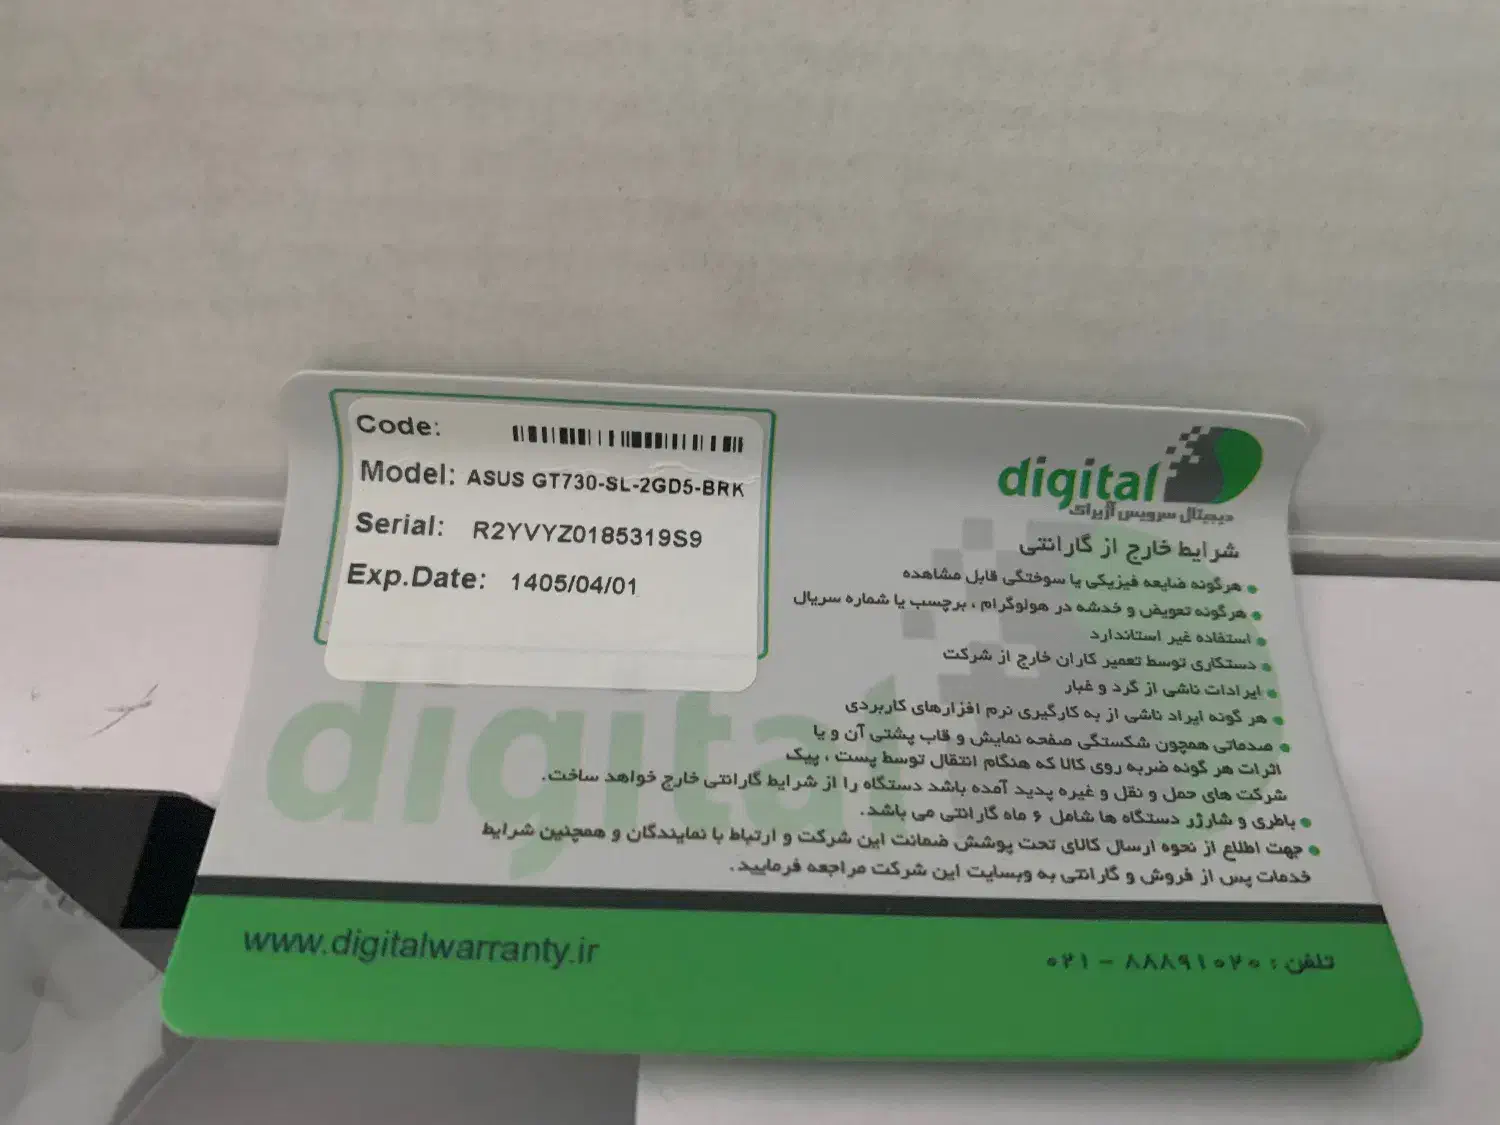 Code:
Model: ASUS GT730-SL-2GD5-BRK
Serial: R2YVYZ0185319S9
Exp.Date: 1405/04/01
digital
دیجیتال سرویس آژیراک
شرایط خارج از گارانتی
هرگونه ضایعه فیزیکی یا سوختگی قابل مشاهده
هرگونه تعویض و خدشه در هولوگرام ، برچسب یا شماره سریال
استفاده غیر استاندارد
دستکاری توسط تعمیر کاران خارج از شرکت
ایرادات ناشی از گرد و غبار
هر گونه ایراد ناشی از به کارگیری نرم افزارهای کاربردی
صدماتی همچون شکستگی صفحه نمایش و قاب پشتی آن و یا
اثرات هر گونه ضربه روی کالا که هنگام انتقال توسط پست ، پیک
شرکت های حمل و نقل و غیره پدید آمده باشد دستگاه را از شرایط گارانتی خارج خواهد ساخت.
باطری و شارژر دستگاه ها شامل ۶ ماه گارانتی می باشد.
جهت اطلاع از نحوه ارسال کالای تحت پوشش ضمانت این شرکت و ارتباط با نمایندگان و همچنین شرایط
خدمات پس از فروش و گارانتی به وبسایت این شرکت مراجعه فرمایید.
digital
www.digitalwarranty.ir
تلفن : ۸۸۸۹۱۰۲۰ - ۰۲۱